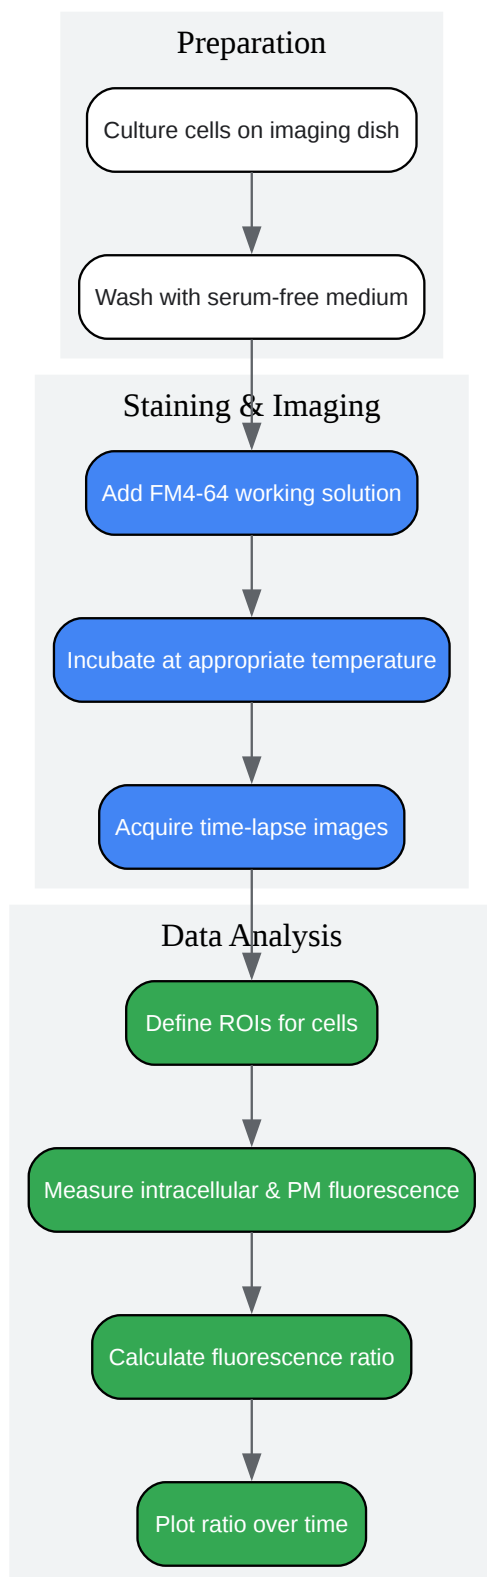 Preparation
Culture cells on imaging dish
Wash with serum-free medium
Staining & Imaging
Add FM4-64 working solution
Incubate at appropriate temperature
Acquire time-lapse images
Data Analysis
Define ROIs for cells
Measure intracellular & PM fluorescence
Calculate fluorescence ratio
Plot ratio over time